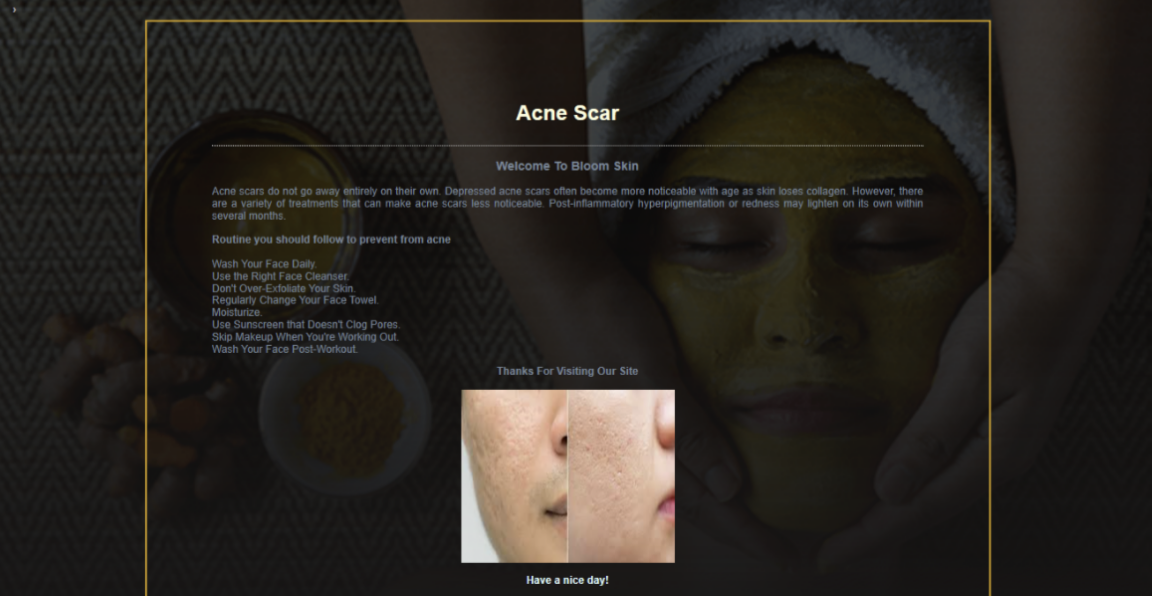 Acne Scar
Welcome To Bloom Skin
Acne scars do not go away entirely on their own. Depressed acne scars often become more noticeable with age as skin loses collagen. However, there
are a variety of treatments that can make acne scars less noticeable. Post-inflammatory hyperpigmentation or redness may lighten on its own within
several months.
Routine you should follow to prevent from acne
Wash Your Face Daily.
Use the Right Face Cleanser.
Don't Over-Exfoliate Your Skin.
Regularly Change Your Face Towel.
Moisturize.
Use Sunscreen that Doesn't Clog Pores.
Skip Makeup When You're Working Out.
Wash Your Face Post-Workout.
Thanks For Visiting Our Site
Have a nice day!